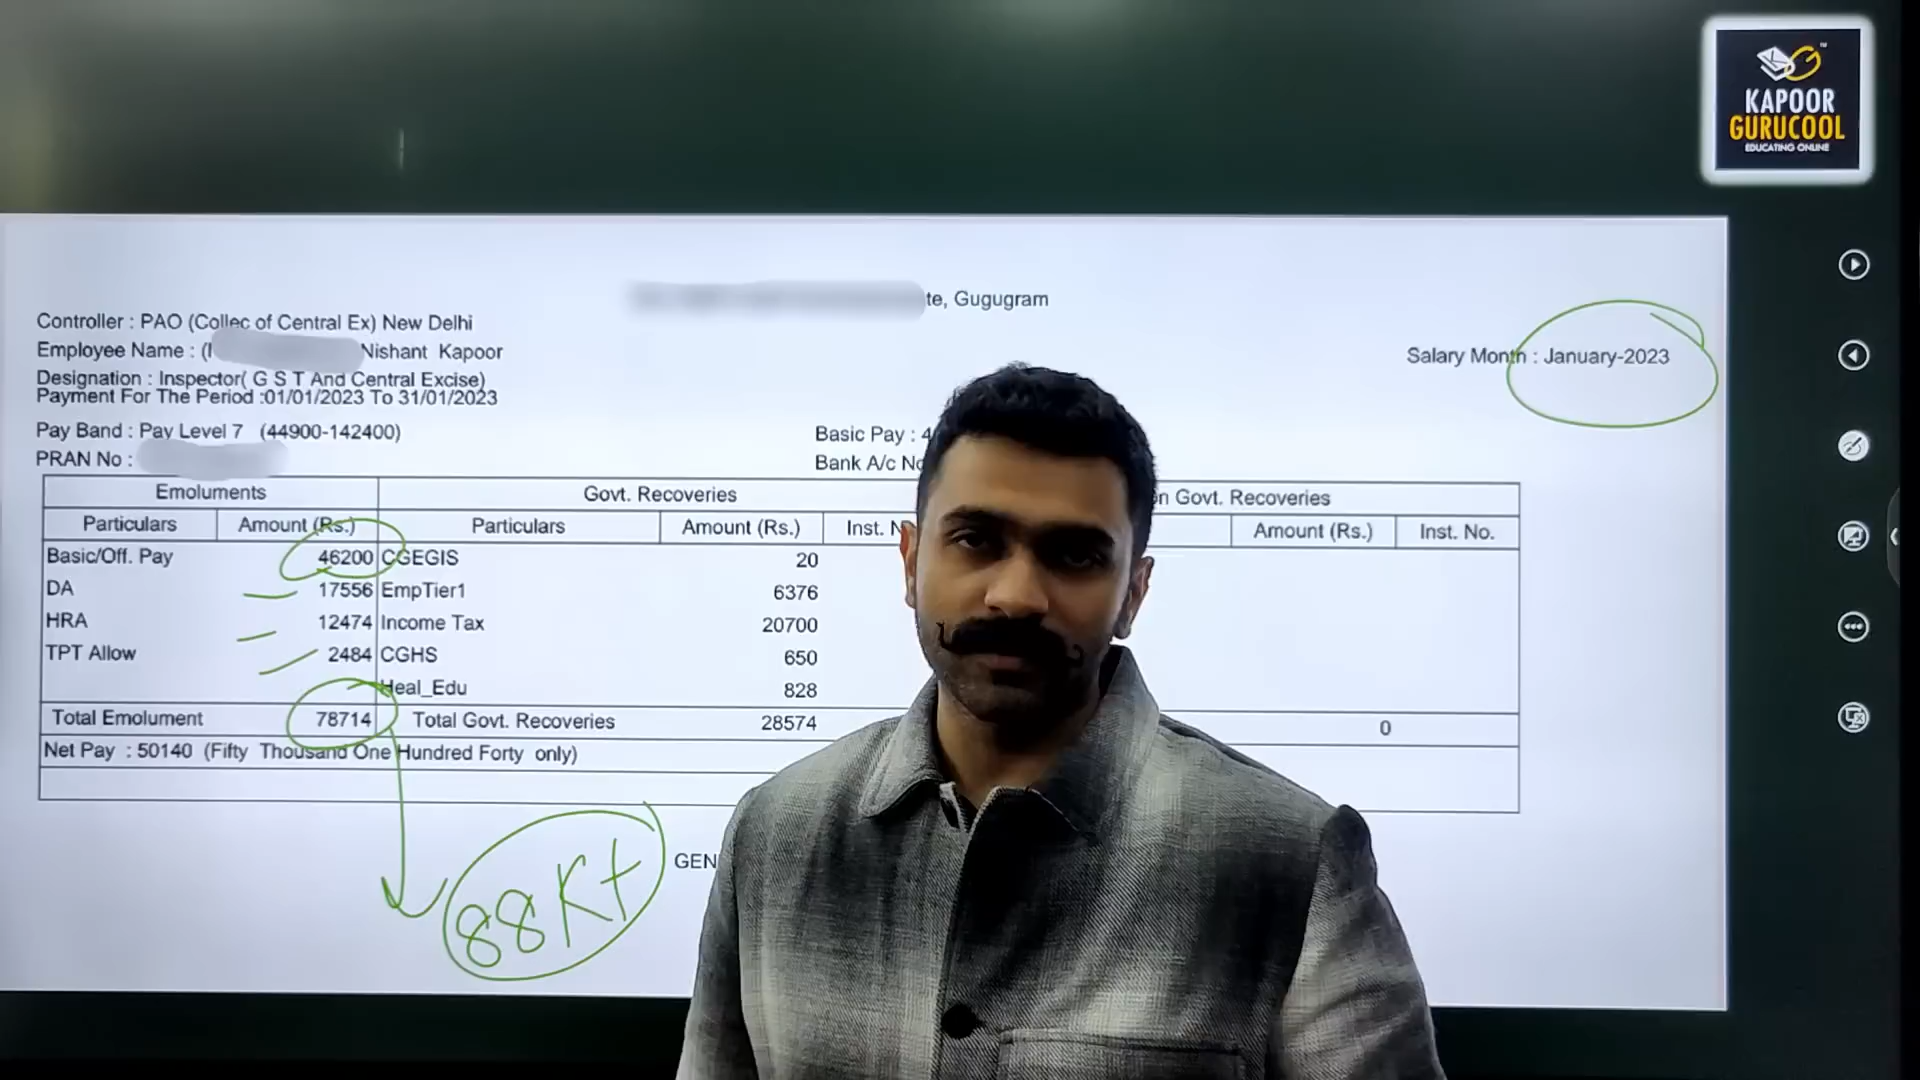 KAPOOR
GURUCOOL
EDUCATING ONLINE
te, Gugugram
Controller : PAO (Collec of Central Ex) New Delhi
Employee Name : (                Nishant Kapoor
Salary Month : January-2023
Designation : Inspector( G S T And Central Excise)
Payment For The Period :01/01/2023 To 31/01/2023
Pay Band : Pay Level 7 (44900-142400)
Basic Pay : 4
PRAN No :
Bank A/c No
Emoluments Govt. Recoveries n Govt. Recoveries
Particulars Amount (Rs.) Particulars Amount (Rs.) Inst. N Amount (Rs.) Inst. No.
Basic/Off. Pay 46200 CGEGIS 20
DA 17556 EmpTier1 6376
HRA 12474 Income Tax 20700
TPT Allow 2484 CGHS 650
Heal_Edu 828
Total Emolument 78714 Total Govt. Recoveries 28574 0
Net Pay : 50140 (Fifty Thousand One Hundred Forty only)
GEN
88K+